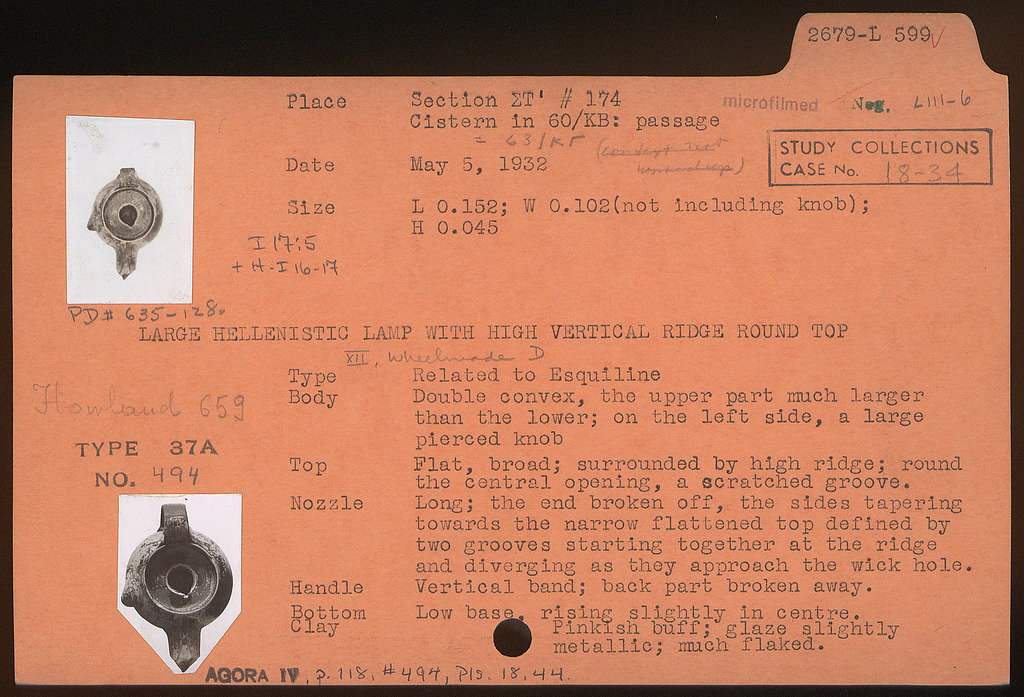 2679-L 599✓
Place Section ΣT' # 174 microfilmed Neg. LIII-6
Cistern in 60/KB: passage
= 63/ΚΓ
STUDY COLLECTIONS
CASE No. 18-34
Date May 5, 1932
Size L 0.152; W 0.102(not including knob);
H 0.045
I 17:5
+ H-I 16-17
PD# 635-128.
LARGE HELLENISTIC LAMP WITH HIGH VERTICAL RIDGE ROUND TOP
XII, Wheelmade D
Type Related to Esquiline
Howland 659
Body Double convex, the upper part much larger
than the lower; on the left side, a large
pierced knob
TYPE 37A
NO. 494
Top Flat, broad; surrounded by high ridge; round
the central opening, a scratched groove.
Nozzle Long; the end broken off, the sides tapering
towards the narrow flattened top defined by
two grooves starting together at the ridge
and diverging as they approach the wick hole.
Handle Vertical band; back part broken away.
Bottom Low base, rising slightly in centre.
Clay Pinkish buff; glaze slightly
metallic; much flaked.
AGORA IV, p. 118, #494, Pls. 18, 44.